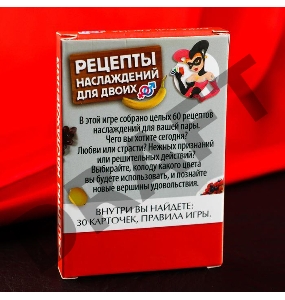 РЕЦЕПТЫ
НАСЛАЖДЕНИЙ
ДЛЯ ДВОИХ
В этой игре собрано целых 60 рецептов
наслаждений для вашей пары.
Чего вы хотите сегодня?
Любви или страсти? Нежных признаний
или решительных действий?
Выбирайте, колоду какого цвета
вы будете использовать, и познайте
новые вершины удовольствия.
ВНУТРИ ВЫ НАЙДЕТЕ:
30 КАРТОЧЕК, ПРАВИЛА ИГРЫ.